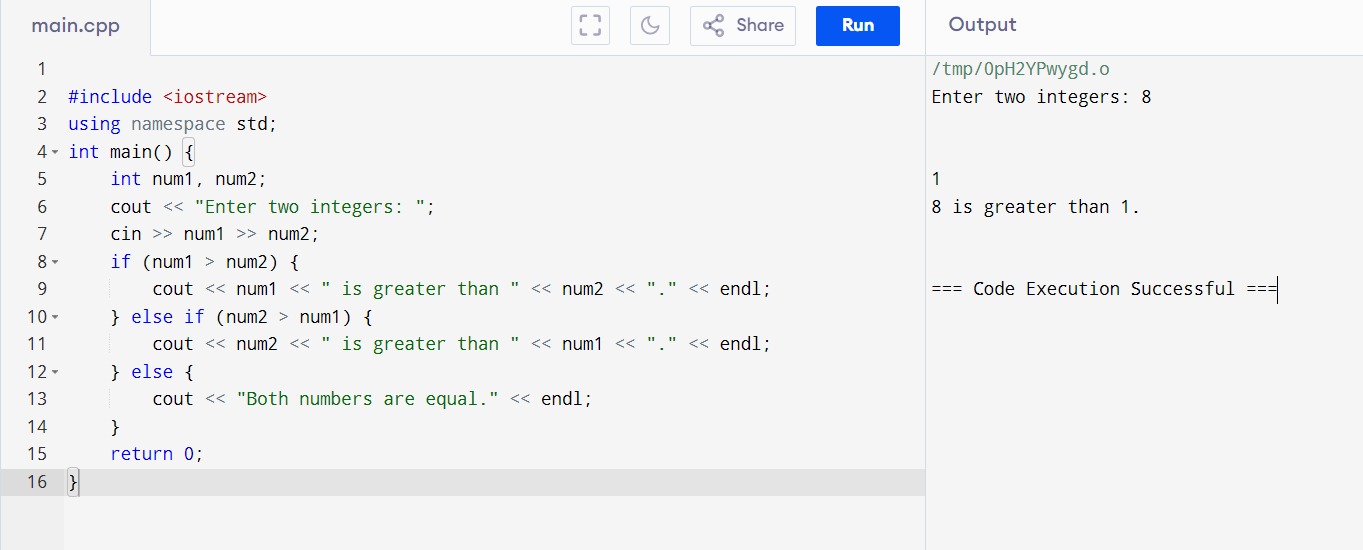 main.cpp
Share
Run
Output
1
2 #include <iostream>
3 using namespace std;
4 int main() {
5     int num1, num2;
6     cout << "Enter two integers: ";
7     cin >> num1 >> num2;
8     if (num1 > num2) {
9         cout << num1 << " is greater than " << num2 << "." << endl;
10     } else if (num2 > num1) {
11         cout << num2 << " is greater than " << num1 << "." << endl;
12     } else {
13         cout << "Both numbers are equal." << endl;
14     }
15     return 0;
16 }
/tmp/0pH2YPwygd.o
Enter two integers: 8
1
8 is greater than 1.
=== Code Execution Successful ===